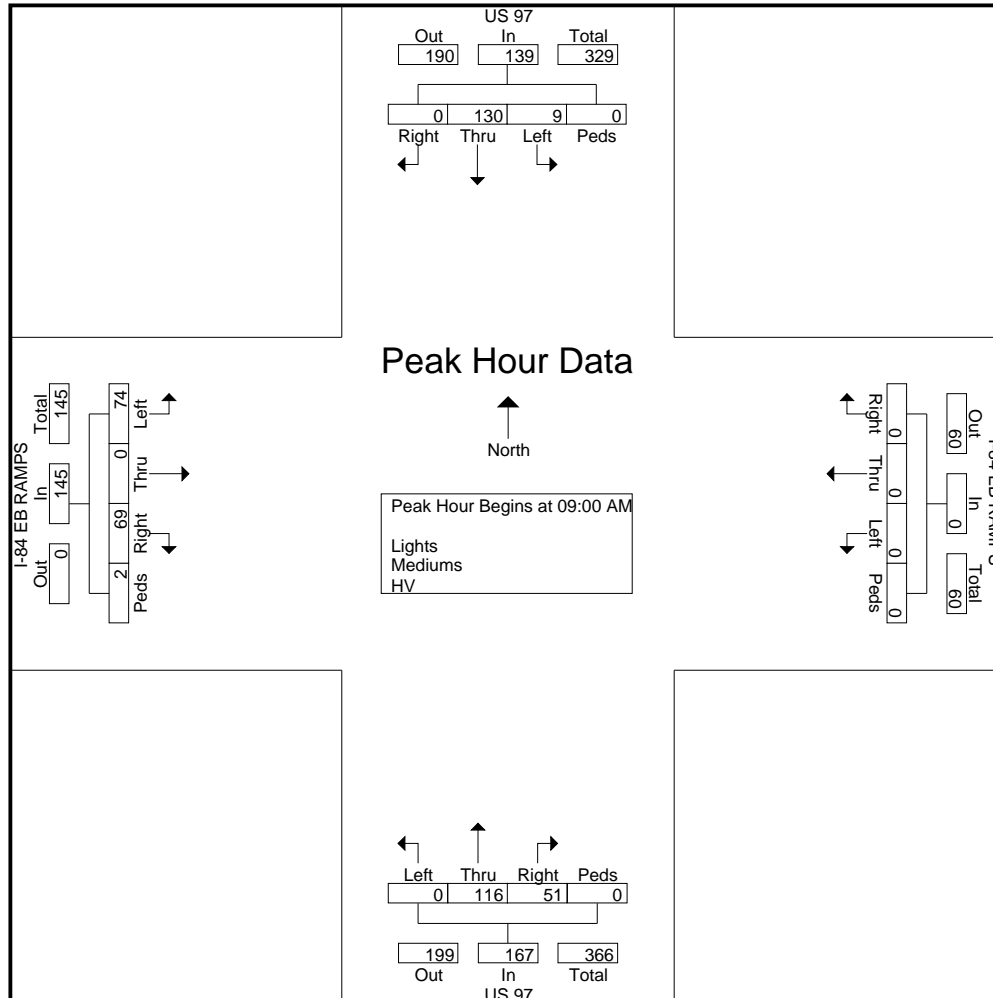 US 97
Out In Total
190 139 329
0 130 9 0
Right Thru Left Peds
Peak Hour Data
North
Peak Hour Begins at 09:00 AM
Lights
Mediums
HV
I-84 EB RAMPS
Total In Out
145 145 0
74 0 69 2
Left Thru Right Peds
Right Thru Left Peds
0 0 0 0
60 0 60
Out In Total
Left Thru Right Peds
0 116 51 0
199 167 366
Out In Total
US 97